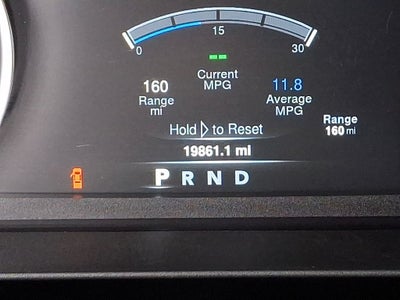 0 15 30
--
160 Current 11.8
Range MPG Average
mi MPG
Range
160 mi
Hold to Reset
19861.1 mi
P R N D